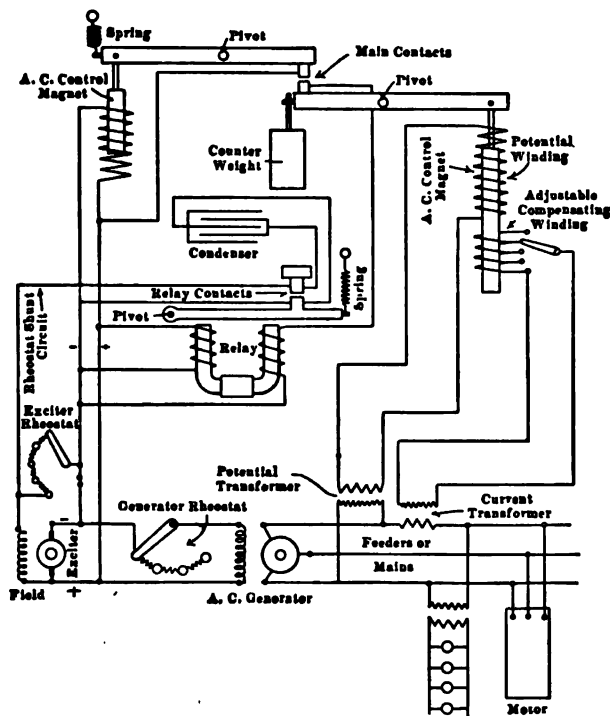 Spring
Pivot
Main Contacts
A. C. Control
Magnet
Pivot
Counter
Weight
A. C. Control
Magnet
Potential
Winding
Adjustable
Compensating
Winding
Condenser
Relay Contacts
Spring
Pivot
Rheostat Shunt
Circuit
Relay
- +
Exciter
Rheostat
Potential
Transformer
Generator Rheostat
Current
Transformer
-
Exciter
Feeders or
Mains
Field
+
A. C. Generator
Motor